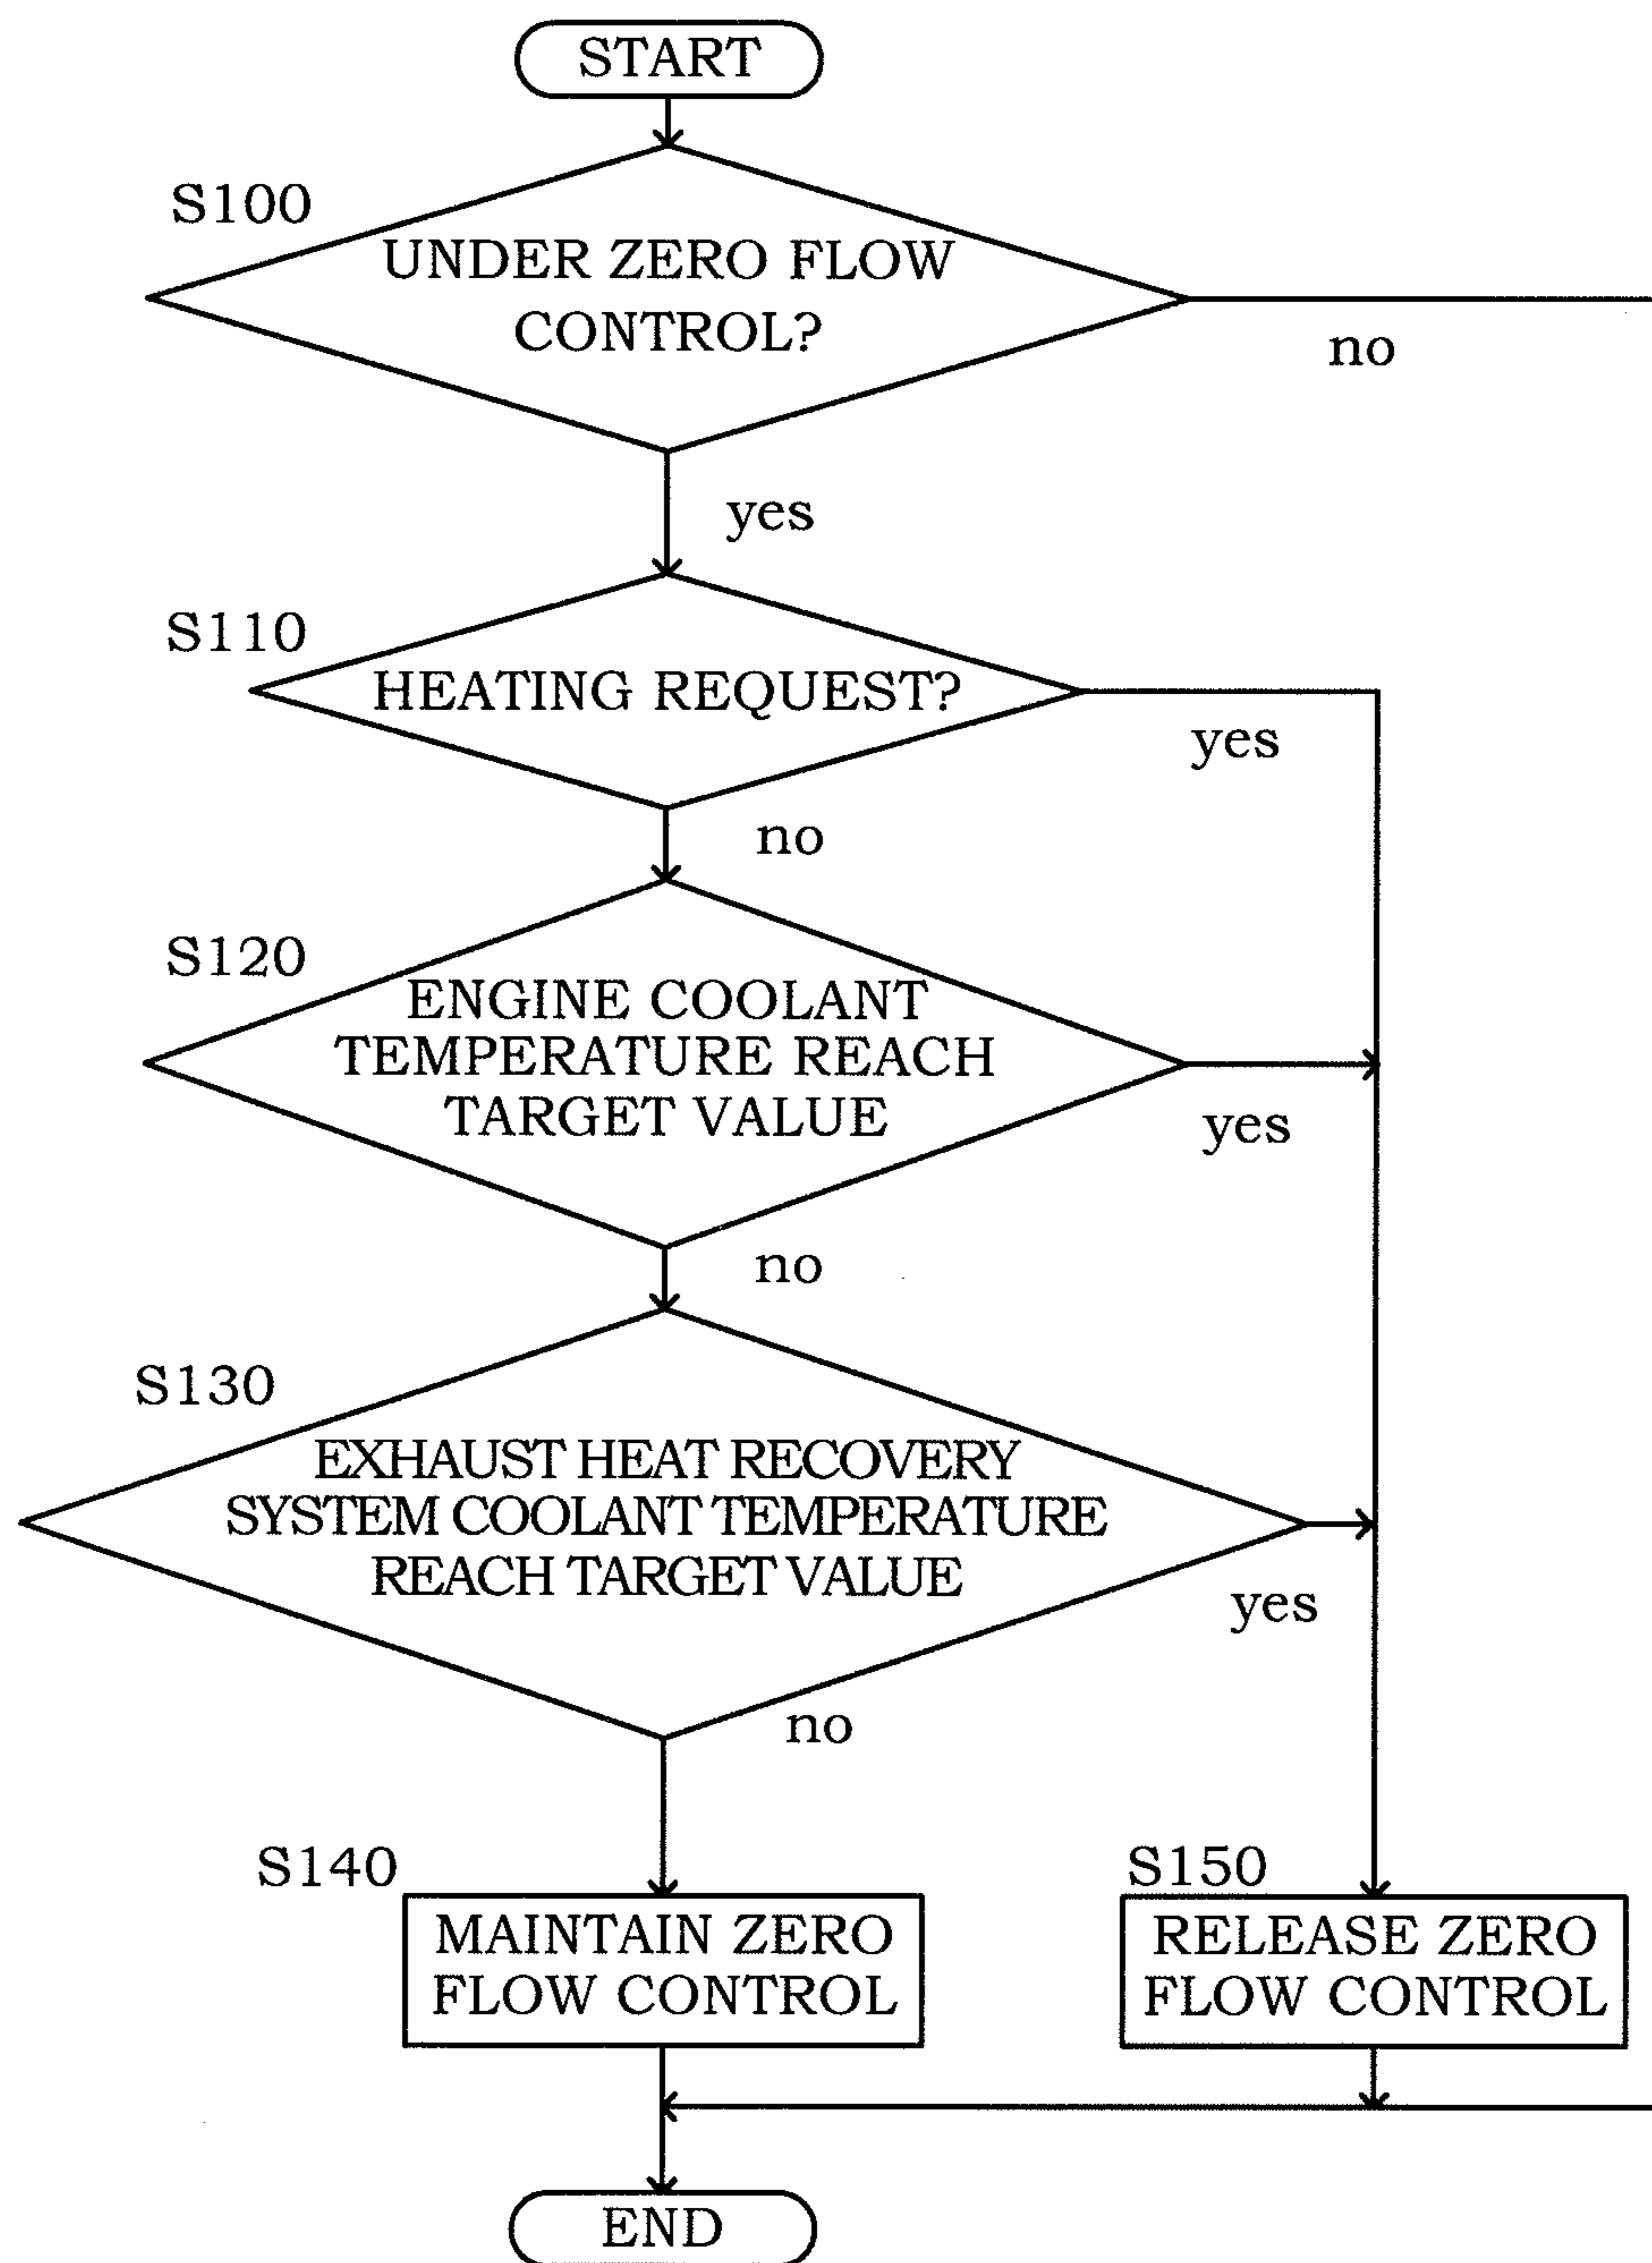 START
S100
UNDER ZERO FLOW
CONTROL?
no
yes
S110
HEATING REQUEST?
yes
no
S120
ENGINE COOLANT
TEMPERATURE REACH
TARGET VALUE
yes
no
S130
EXHAUST HEAT RECOVERY
SYSTEM COOLANT TEMPERATURE
REACH TARGET VALUE
yes
no
S140
MAINTAIN ZERO
FLOW CONTROL
S150
RELEASE ZERO
FLOW CONTROL
END